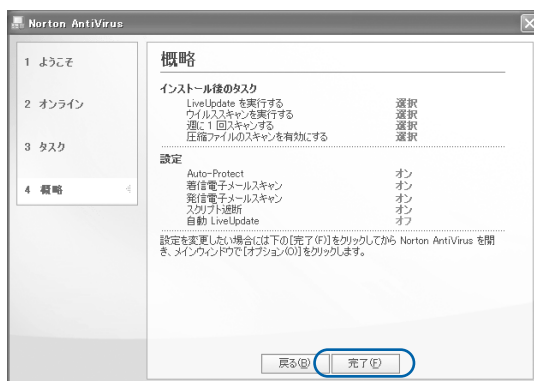 Norton AntiVirus
1 ようこそ
2 オンライン
3 タスク
4 概略
概略
インストール後のタスク
LiveUpdate を実行する 選択
ウイルススキャンを実行する 選択
週に 1 回スキャンする 選択
圧縮ファイルのスキャンを有効にする 選択
設定
Auto-Protect オン
着信電子メールスキャン オン
発信電子メールスキャン オン
スクリプト遮断 オン
自動 LiveUpdate オフ
設定を変更したい場合には下の[完了(F)]をクリックしてから Norton AntiVirus を開
き、メインウィンドウで[オプション(O)]をクリックします。
戻る(B) 完了(F)